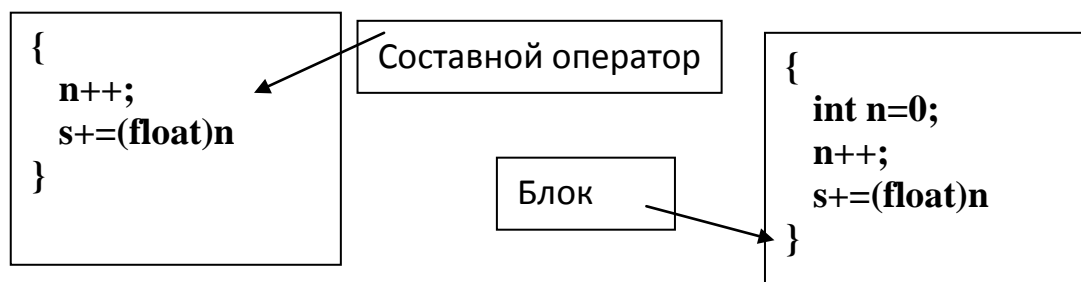 {
n++;
s+=(float)n
}
Составной оператор
Блок
{
int n=0;
n++;
s+=(float)n
}